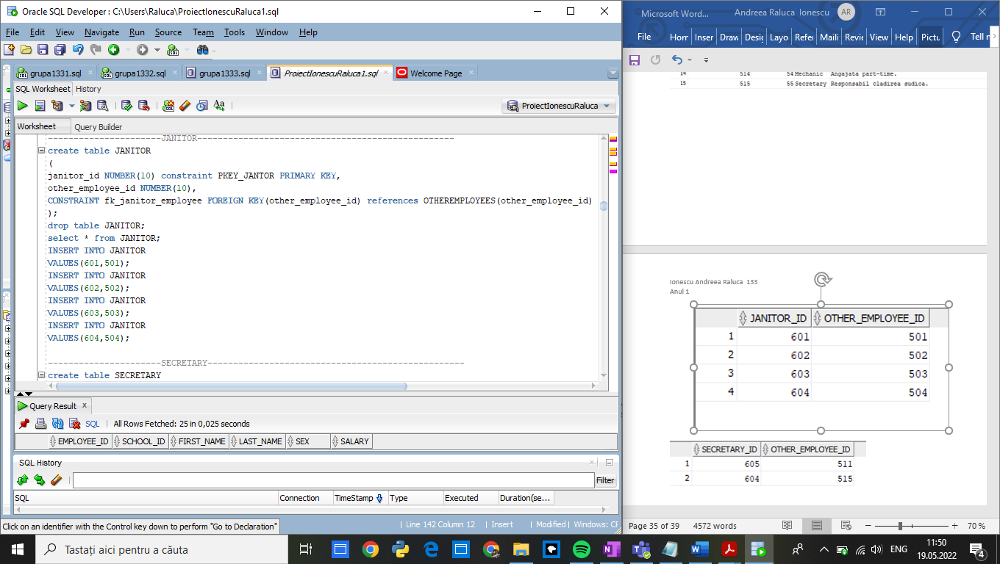 Oracle SQL Developer : C:\Users\Raluca\ProiectIonescuRaluca1.sql
File Edit View Navigate Run Source Team Tools Window Help
grupa1331.sql grupa1332.sql grupa1333.sql ProiectIonescuRaluca1.sql Welcome Page
SQL Worksheet History
Aa ProiectIonescuRaluca
Worksheet Query Builder
----------------------JANITOR--------------------------------------------------
create table JANITOR
(
janitor_id NUMBER(10) constraint PKEY_JANTOR PRIMARY KEY,
other_employee_id NUMBER(10),
CONSTRAINT fk_janitor_employee FOREIGN KEY(other_employee_id) references OTHEREMPLOYEES(other_employee_id)
);
drop table JANITOR;
select * from JANITOR;
INSERT INTO JANITOR
VALUES(601,501);
INSERT INTO JANITOR
VALUES(602,502);
INSERT INTO JANITOR
VALUES(603,503);
INSERT INTO JANITOR
VALUES(604,504);
----------------------SECRETARY--------------------------------------------------
create table SECRETARY
Query Result x
SQL | All Rows Fetched: 25 in 0,025 seconds
EMPLOYEE_ID SCHOOL_ID FIRST_NAME LAST_NAME SEX SALARY
SQL History
Filter
SQL Connection TimeStamp Type Executed Duration(se...
Click on an identifier with the Control key down to perform "Go to Declaration"
| Line 142 Column 12 | Insert | Modified | Windows: CF
Microsoft Word... Andreea Raluca Ionescu AR
File Hom Inser Draw Desig Layo Refer Maili Revie View Help Pictu Tell r
14 514 54 Mechanic Angajata part-time.
15 515 55 Secretary Responsabil cladirea sudica.
Ionescu Andreea Raluca 133
Anul 1
JANITOR_ID OTHER_EMPLOYEE_ID
1 601 501
2 602 502
3 603 503
4 604 504
SECRETARY_ID OTHER_EMPLOYEE_ID
1 605 511
2 604 515
Page 35 of 39 4572 words 70 %
Tastați aici pentru a căuta
ENG
11:50
19.05.2022
4